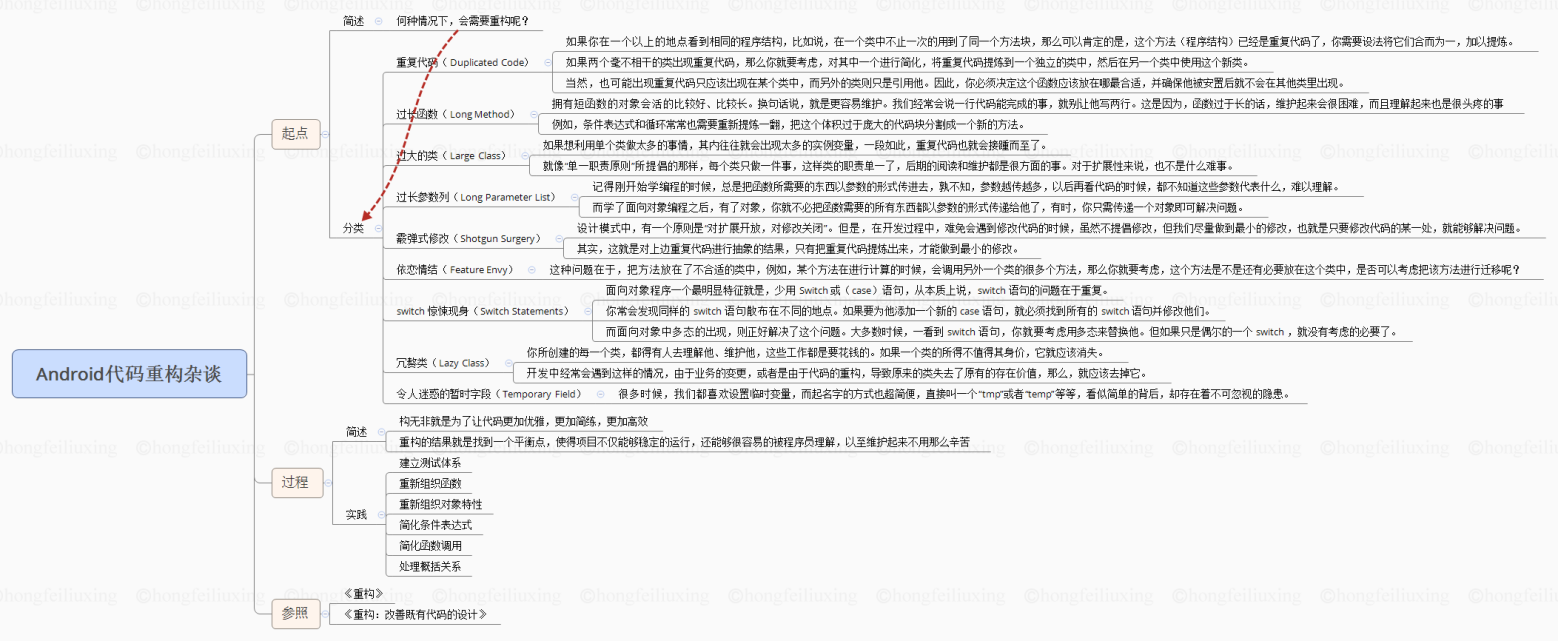 ©hongfeiliuxing
Android代码重构杂谈
起点
简述
何种情况下，会需要重构呢？
分类
重复代码（Duplicated Code）
如果你在一个以上的地点看到相同的程序结构，比如说，在一个类中不止一次的用到了同一个方法块，那么可以肯定的是，这个方法（程序结构）已经是重复代码了，你需要设法将它们合而为一，加以提炼。
如果两个毫不相干的类出现重复代码，那么你就要考虑，对其中一个进行简化，将重复代码提炼到一个独立的类中，然后在另一个类中使用这个新类。
当然，也可能出现重复代码只应该出现在某个类中，而另外的类则只是引用他。因此，你必须决定这个函数应该放在哪最合适，并确保他被安置后就不会在其他类里出现。
过长函数（Long Method）
拥有短函数的对象会活的比较好、比较长。换句话说，就是更容易维护。我们经常会说一行代码能完成的事，就别让他写两行。这是因为，函数过于长的话，维护起来会很困难，而且理解起来也是很头疼的事
例如，条件表达式和循环常常也需要重新提炼一翻，把这个体积过于庞大的代码块分割成一个新的方法。
过大的类（Large Class）
如果想利用单个类做太多的事情，其内往往就会出现太多的实例变量，一段如此，重复代码也就会接踵而至了。
就像“单一职责原则”所提倡的那样，每个类只做一件事，这样类的职责单一了，后期的阅读和维护都是很方面的事。对于扩展性来说，也不是什么难事。
过长参数列（Long Parameter List）
记得刚开始学编程的时候，总是把函数所需要的东西以参数的形式传进去，孰不知，参数越传越多，以后再看代码的时候，都不知道这些参数代表什么，难以理解。
而学了面向对象编程之后，有了对象，你就不必把函数需要的所有东西都以参数的形式传递给他了，有时，你只需传递一个对象即可解决问题。
霰弹式修改（Shotgun Surgery）
设计模式中，有一个原则是“对扩展开放，对修改关闭”。但是，在开发过程中，难免会遇到修改代码的时候，虽然不提倡修改，但我们尽量做到最小的修改，也就是只要修改代码的某一处，就能够解决问题。
其实，这就是对上边重复代码进行抽象的结果，只有把重复代码提炼出来，才能做到最小的修改。
依恋情结（Feature Envy）
这种问题在于，把方法放在了不合适的类中，例如，某个方法在进行计算的时候，会调用另外一个类的很多个方法，那么你就要考虑，这个方法是不是还有必要放在这个类中，是否可以考虑把该方法进行迁移呢？
switch 惊悚现身（Switch Statements）
面向对象程序一个最明显特征就是，少用 Switch 或（case）语句，从本质上说，switch 语句的问题在于重复。
你常会发现同样的 switch 语句散布在不同的地点。如果要为他添加一个新的 case 语句，就必须找到所有的 switch 语句并修改他们。
而面向对象中多态的出现，则正好解决了这个问题。大多数时候，一看到 switch 语句，你就要考虑用多态来替换他。但如果只是偶尔的一个 switch ，就没有考虑的必要了。
冗赘类（Lazy Class）
你所创建的每一个类，都得有人去理解他、维护他，这些工作都是要花钱的。如果一个类的所得不值得其身价，它就应该消失。
开发中经常会遇到这样的情况，由于业务的变更，或者是由于代码的重构，导致原来的类失去了原有的存在价值，那么，就应该去掉它。
令人迷惑的暂时字段（Temporary Field）
很多时候，我们都喜欢设置临时变量，而起名字的方式也超简便，直接叫一个“tmp”或者“temp”等等，看似简单的背后，却存在着不可忽视的隐患。
过程
简述
构无非就是为了让代码更加优雅，更加简练，更加高效
重构的结果就是找到一个平衡点，使得项目不仅能够稳定的运行，还能够很容易的被程序员理解，以至维护起来不用那么辛苦
实践
建立测试体系
重新组织函数
重新组织对象特性
简化条件表达式
简化函数调用
处理概括关系
参照
《重构》
《重构：改善既有代码的设计》